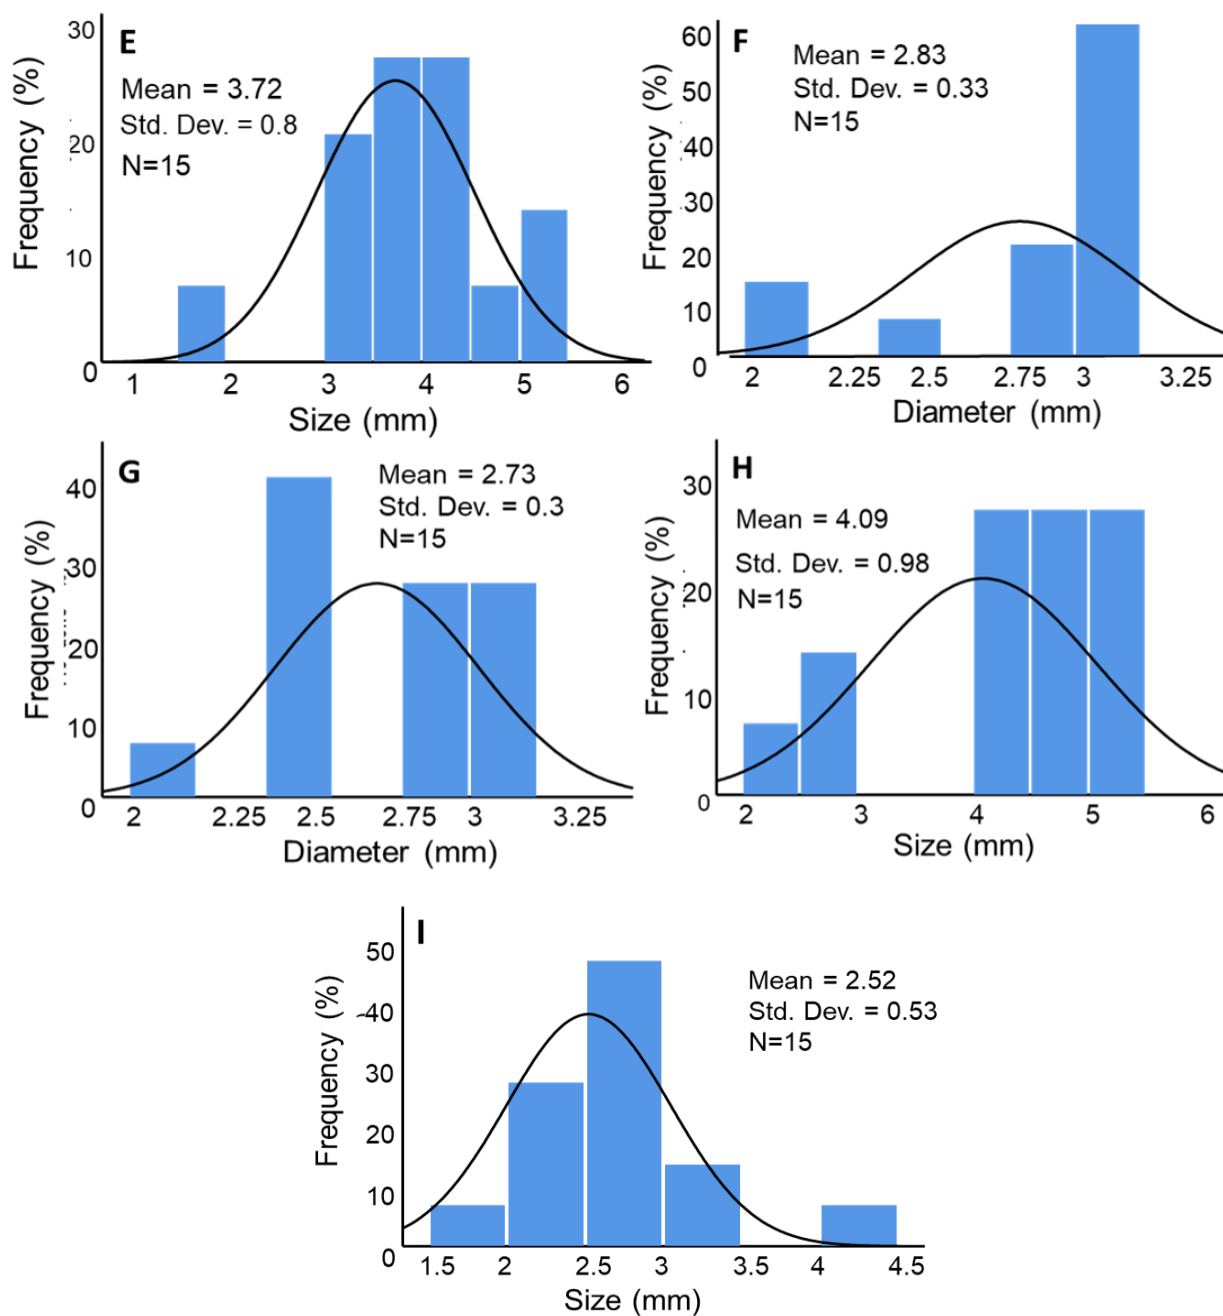 E
Mean = 3.72
Std. Dev. = 0.8
N=15
Frequency (%)
30
20
10
0
1 2 3 4 5 6
Size (mm)
F
Mean = 2.83
Std. Dev. = 0.33
N=15
Frequency (%)
60
50
40
30
20
10
0
2 2.25 2.5 2.75 3 3.25
Diameter (mm)
G
Mean = 2.73
Std. Dev. = 0.3
N=15
Frequency (%)
40
30
20
10
0
2 2.25 2.5 2.75 3 3.25
Diameter (mm)
H
Mean = 4.09
Std. Dev. = 0.98
N=15
Frequency (%)
30
20
10
0
2 3 4 5 6
Size (mm)
I
Mean = 2.52
Std. Dev. = 0.53
N=15
Frequency (%)
50
40
30
20
10
0
1.5 2 2.5 3 3.5 4 4.5
Size (mm)